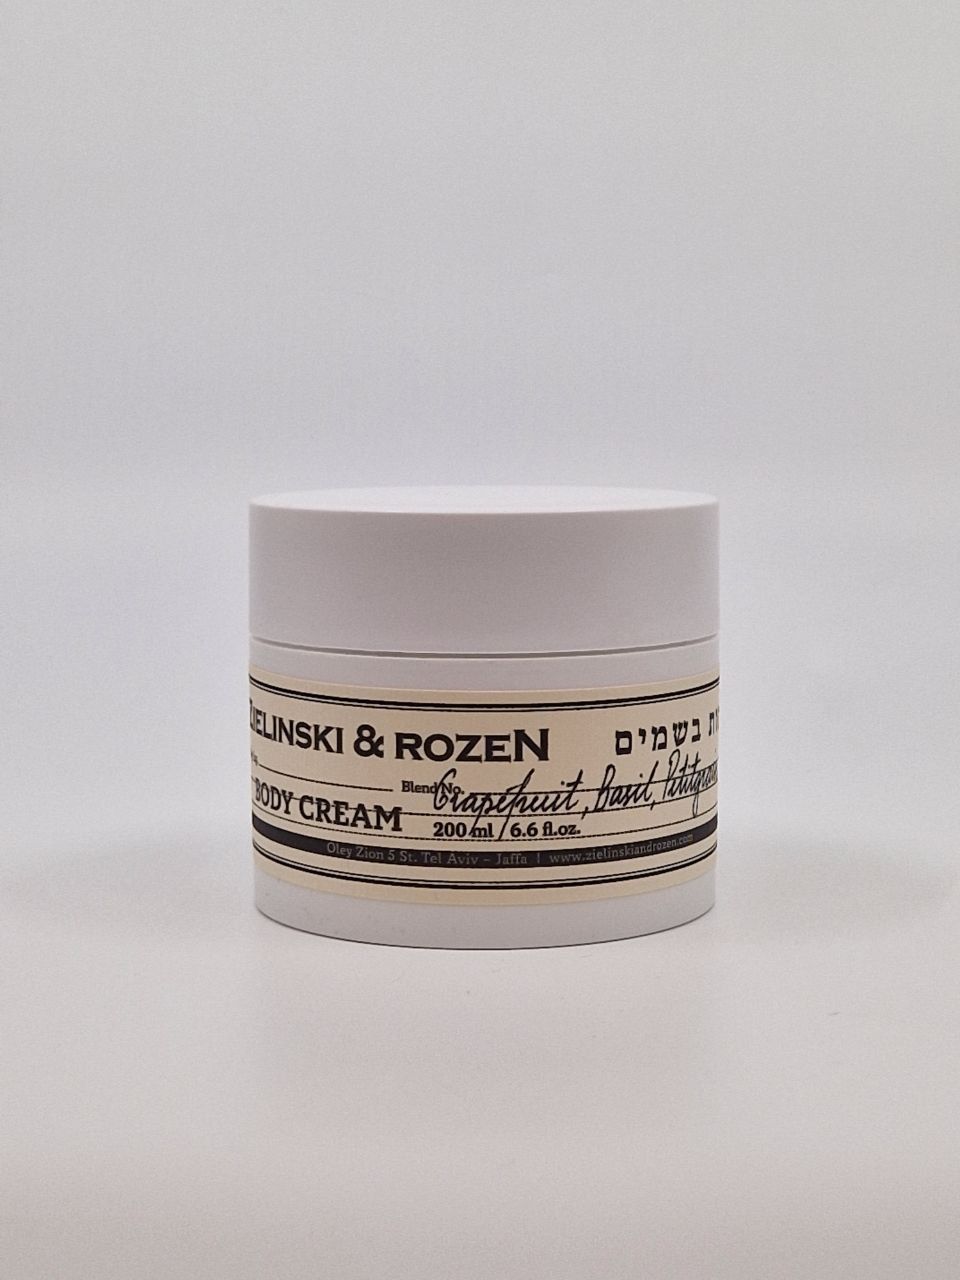 ZIELINSKI & ROZEN
בשמים
Blend No. Grapefruit, Basil, Petitgrain
BODY CREAM
200 ml / 6.6 fl.oz.
Oley Zion 5 St. Tel Aviv – Jaffa | www.zielinskiandrozen.com